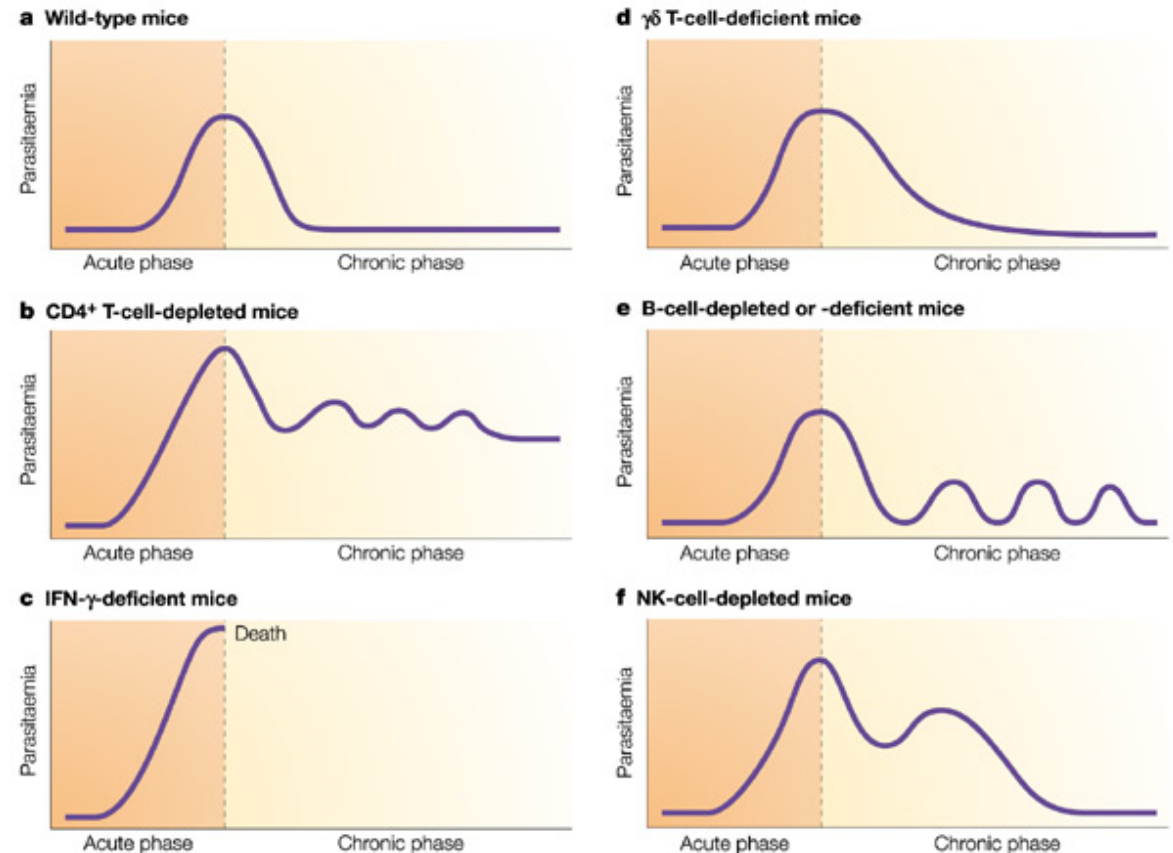 a Wild-type mice
Parasitaemia
Acute phase
Chronic phase
b CD4⁺ T-cell-depleted mice
Parasitaemia
Acute phase
Chronic phase
c IFN-γ-deficient mice
Death
Parasitaemia
Acute phase
Chronic phase
d γδ T-cell-deficient mice
Parasitaemia
Acute phase
Chronic phase
e B-cell-depleted or -deficient mice
Parasitaemia
Acute phase
Chronic phase
f NK-cell-depleted mice
Parasitaemia
Acute phase
Chronic phase